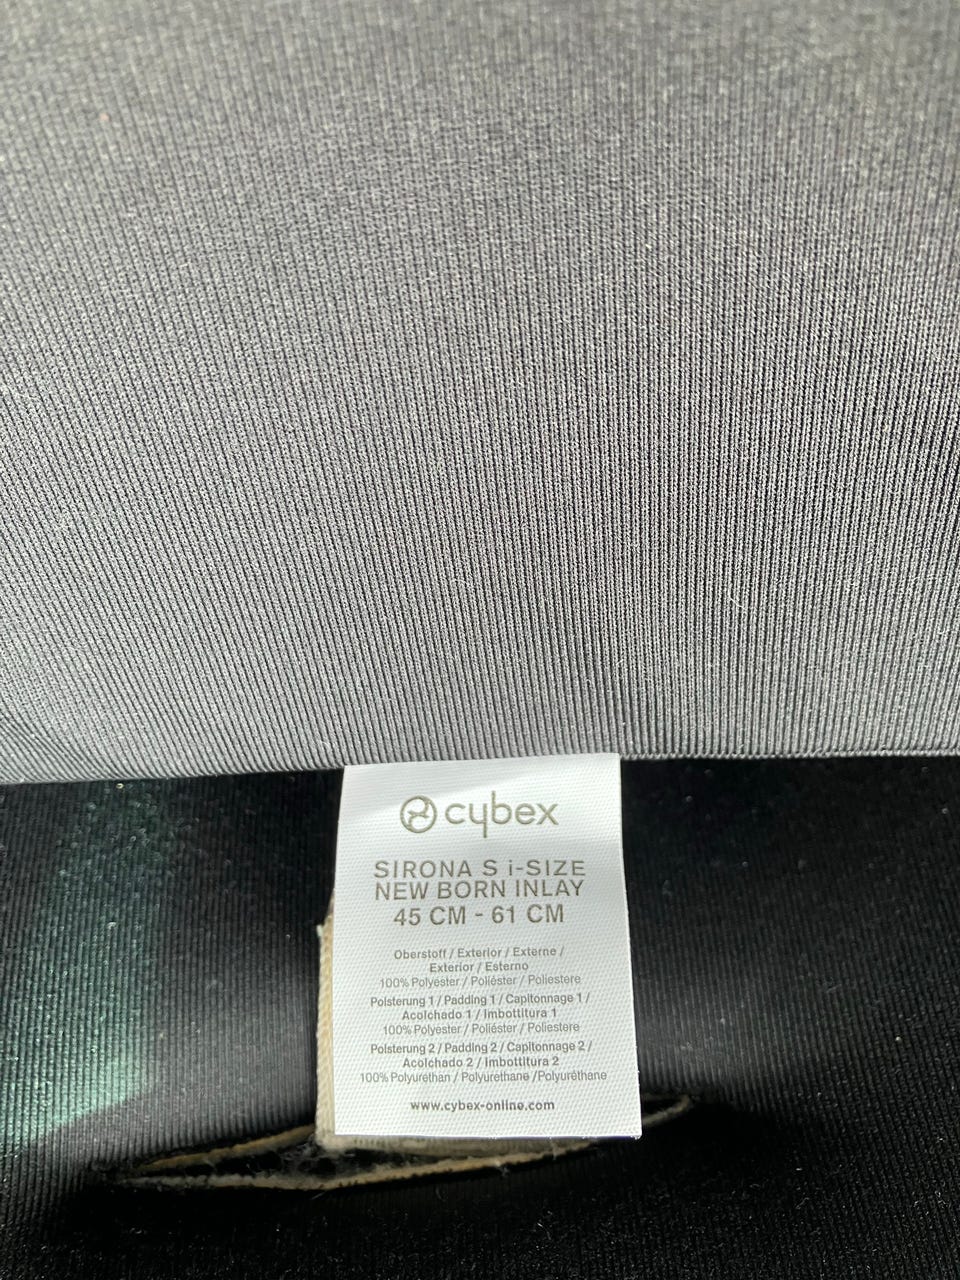 cybex
SIRONA S i-SIZE
NEW BORN INLAY
45 CM - 61 CM
Oberstoff / Exterior / Externe /
Exterior / Esterno
100% Polyester / Poliéster / Poliestere
Polsterung 1 / Padding 1 / Capitonnage 1 /
Acolchado 1 / Imbottitura 1
100% Polyester / Poliéster / Poliestere
Polsterung 2 / Padding 2 / Capitonnage 2 /
Acolchado 2 / Imbottitura 2
100% Polyurethan / Polyurethane /Polyuréthane
www.cybex-online.com